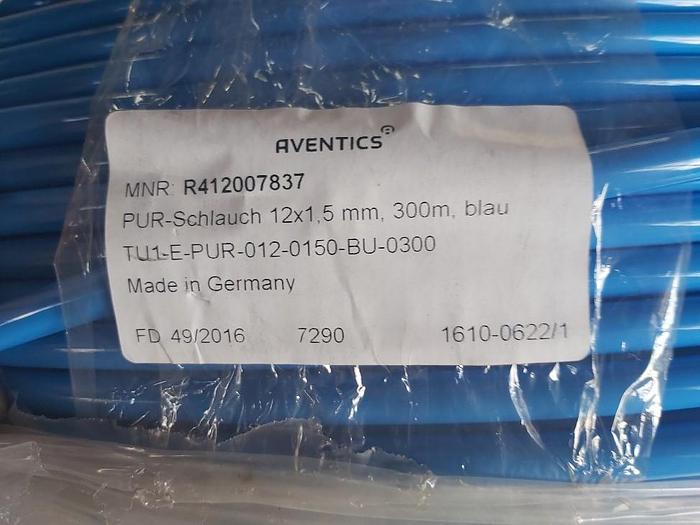 AVENTICS®
MNR: R412007837
PUR-Schlauch 12x1,5 mm, 300m, blau
TU1-E-PUR-012-0150-BU-0300
Made in Germany
FD 49/2016 7290 1610-0622/1